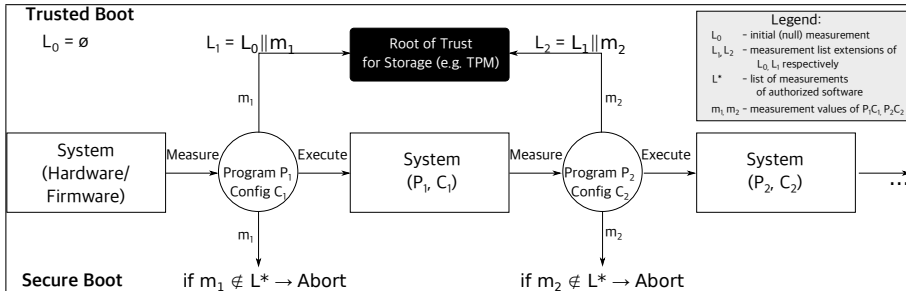 Trusted Boot
L₀ = ø
L₁ = L₀||m₁
Root of Trust
for Storage (e.g. TPM)
L₂ = L₁||m₂
Legend:
L₀ – initial (null) measurement
L₁, L₂ – measurement list extensions of
L₀, L₁ respectively
L* – list of measurements
of authorized software
m₁, m₂ – measurement values of P₁C₁, P₂C₂
m₁
m₂
System
(Hardware/
Firmware)
Measure
Program P₁
Config C₁
Execute
System
(P₁, C₁)
Measure
Program P₂
Config C₂
Execute
System
(P₂, C₂)
...
m₁
m₂
Secure Boot
if m₁ ∉ L* → Abort
if m₂ ∉ L* → Abort